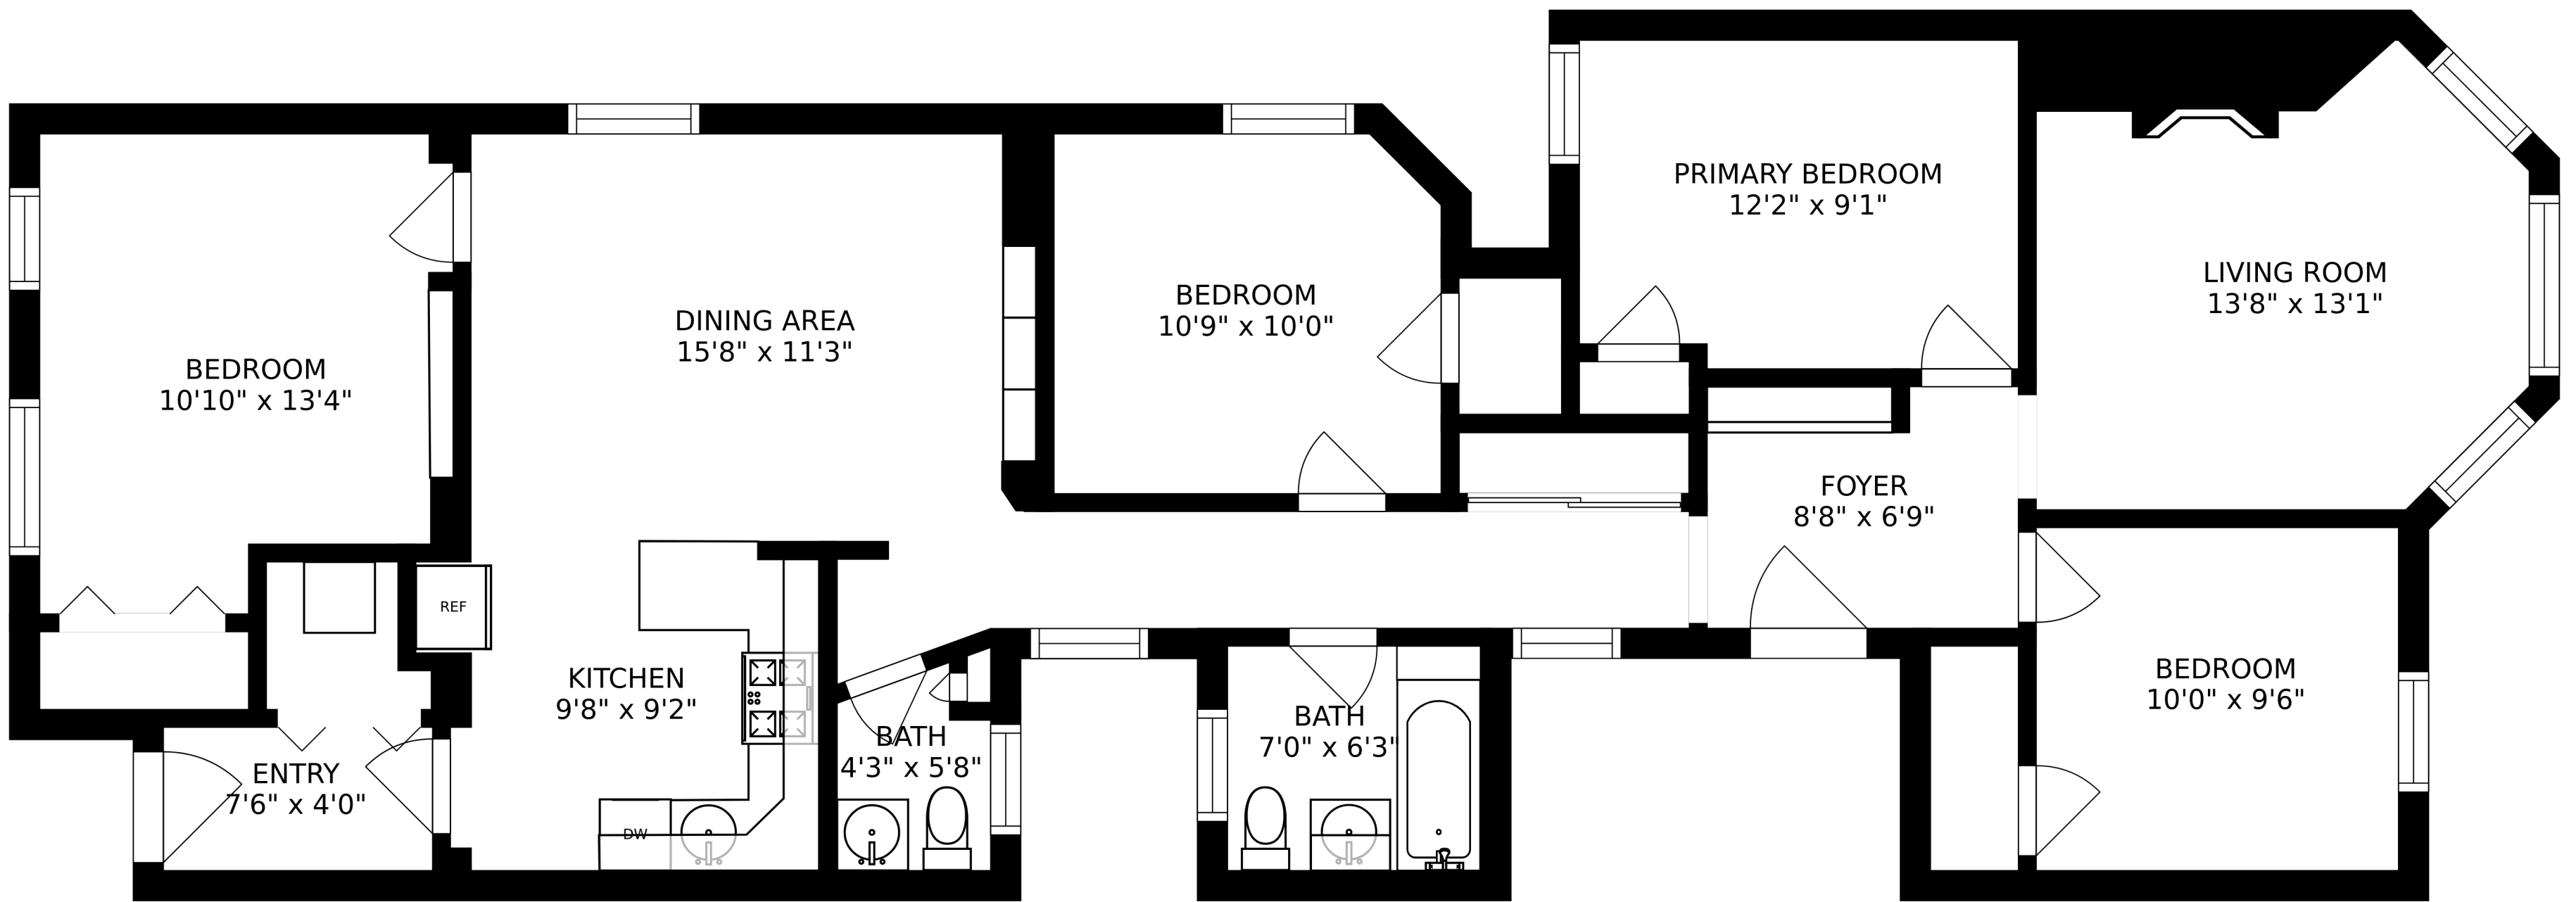 PRIMARY BEDROOM
12'2" x 9'1"
LIVING ROOM
13'8" x 13'1"
BEDROOM
10'9" x 10'0"
DINING AREA
15'8" x 11'3"
BEDROOM
10'10" x 13'4"
FOYER
8'8" x 6'9"
REF
KITCHEN
9'8" x 9'2"
BEDROOM
10'0" x 9'6"
BATH
7'0" x 6'3"
BATH
4'3" x 5'8"
ENTRY
7'6" x 4'0"
DW